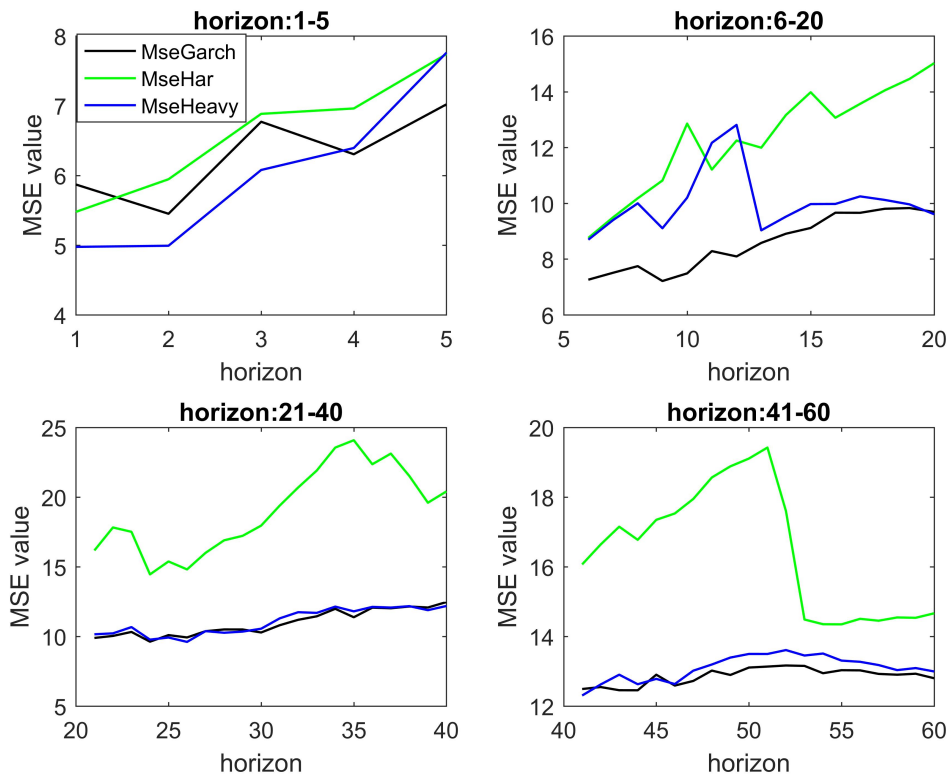 horizon:1-5
8
7
6
5
4
MSE value
MseGarch
MseHar
MseHeavy
1 2 3 4 5
horizon
horizon:6-20
16
14
12
10
8
6
MSE value
5 10 15 20
horizon
horizon:21-40
25
20
15
10
5
MSE value
20 25 30 35 40
horizon
horizon:41-60
20
18
16
14
12
MSE value
40 45 50 55 60
horizon